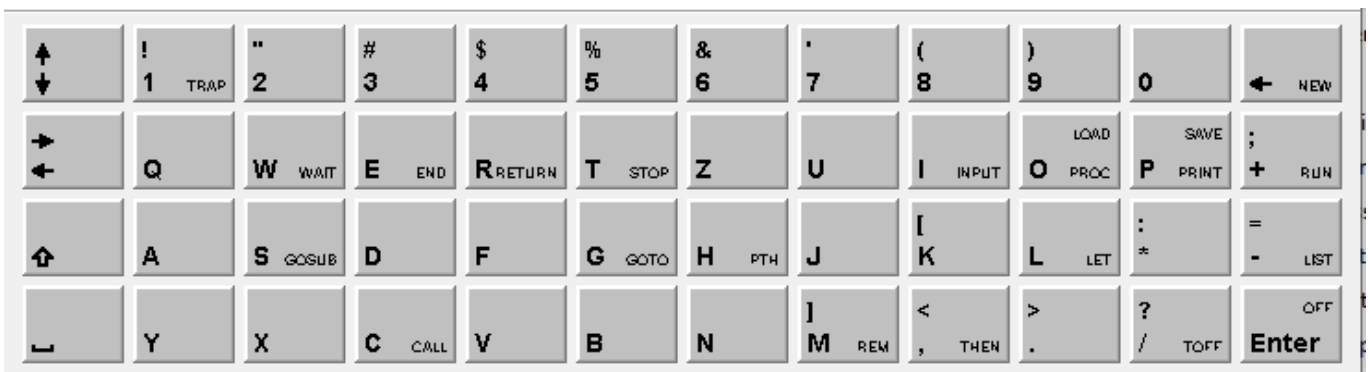 ! " # $ % & ' ( )
1 TRAP 2 3 4 5 6 7 8 9 0 NEW
LOAD SAVE ;
Q W WAIT E END R RETURN T STOP Z U I INPUT O PROC P PRINT + RUN
[ : =
A S GOSUB D F G GOTO H PTH J K L LET * - LIST
] < > ? OFF
Y X C CALL V B N M REM , THEN . / TOFF Enter